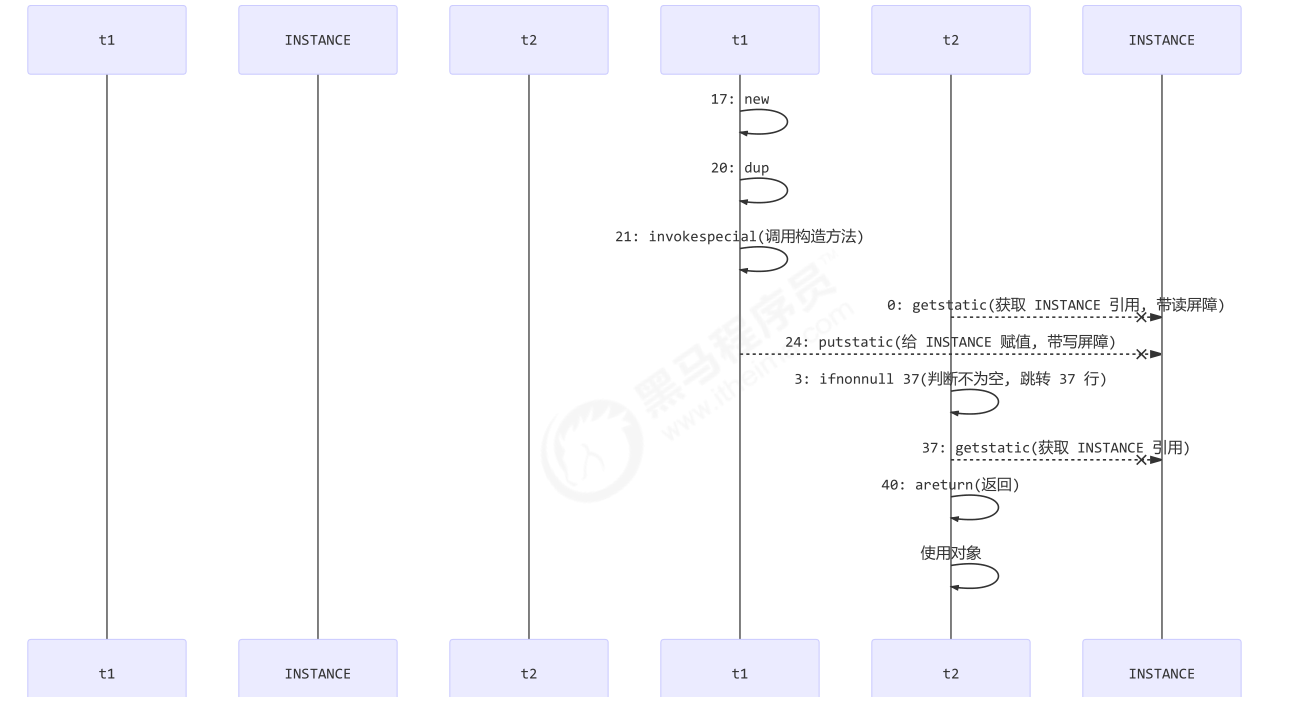 t1 INSTANCE t2 t1 t2 INSTANCE
17: new
20: dup
21: invokespecial(调用构造方法)
0: getstatic(获取 INSTANCE 引用, 带读屏障)
24: putstatic(给 INSTANCE 赋值, 带写屏障)
3: ifnonnull 37(判断不为空, 跳转 37 行)
37: getstatic(获取 INSTANCE 引用)
40: areturn(返回)
使用对象
t1 INSTANCE t2 t1 t2 INSTANCE
黑马程序员™
www.itheima.com